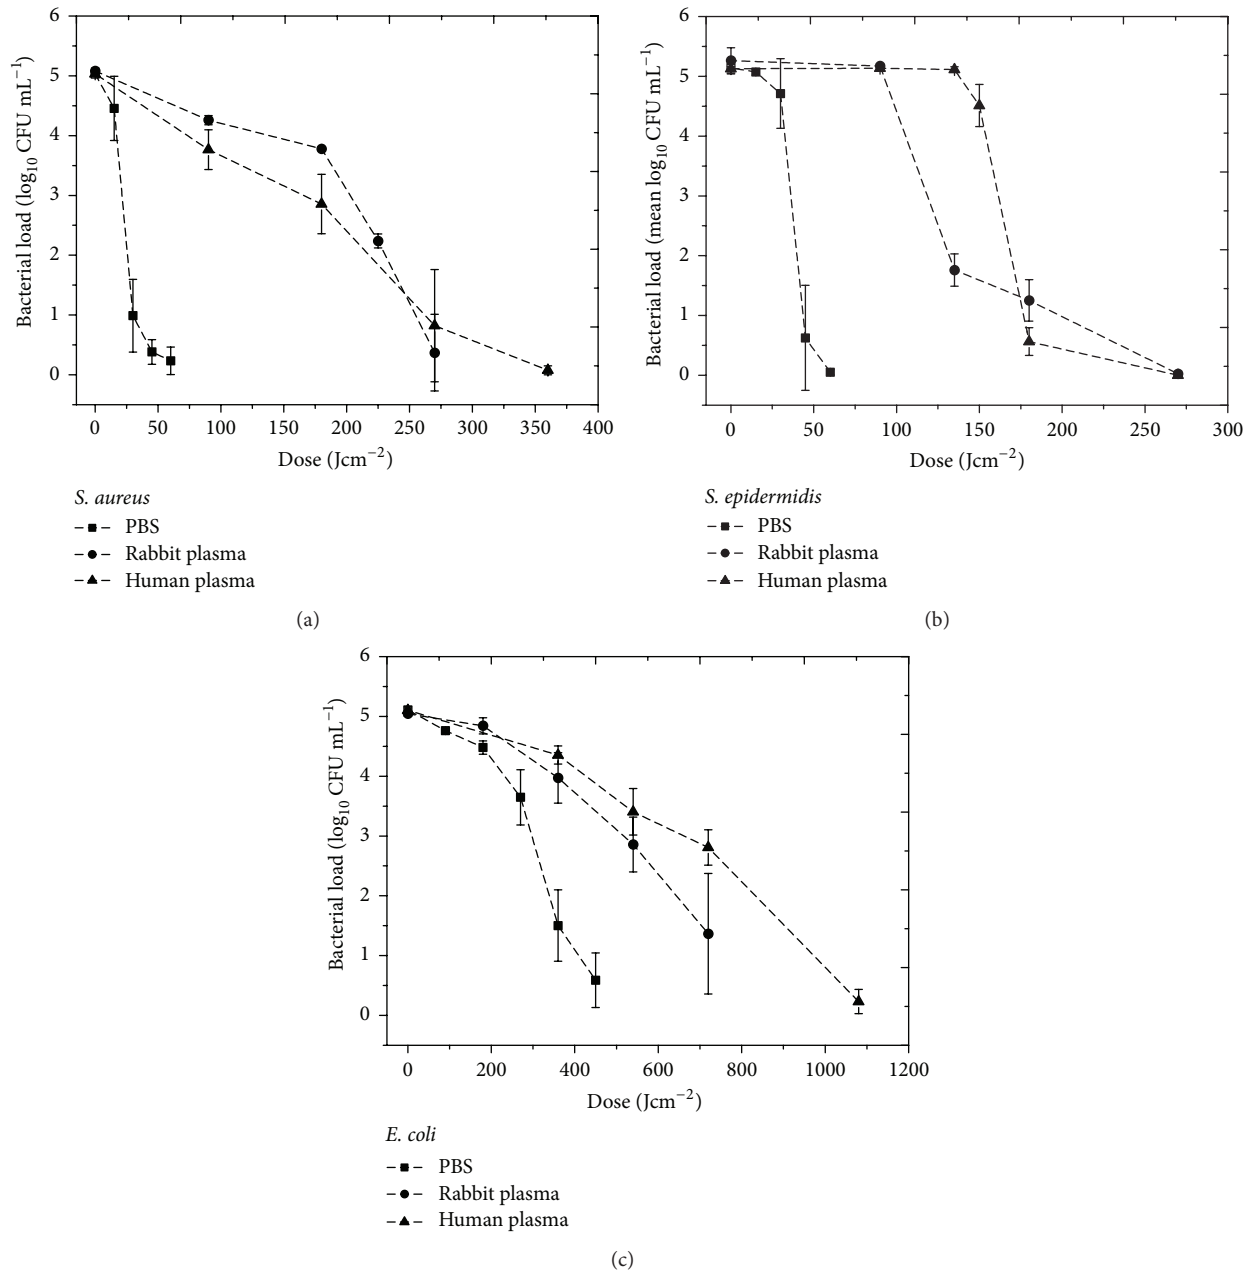 6
5
4
3
2
1
0
Bacterial load (log₁₀ CFU mL⁻¹)
0 50 100 150 200 250 300 350 400
Dose (Jcm⁻²)
S. aureus
PBS
Rabbit plasma
Human plasma
(a)
6
5
4
3
2
1
0
Bacterial load (mean log₁₀ CFU mL⁻¹)
0 50 100 150 200 250 300
Dose (Jcm⁻²)
S. epidermidis
PBS
Rabbit plasma
Human plasma
(b)
6
5
4
3
2
1
0
Bacterial load (log₁₀ CFU mL⁻¹)
0 200 400 600 800 1000 1200
Dose (Jcm⁻²)
E. coli
PBS
Rabbit plasma
Human plasma
(c)